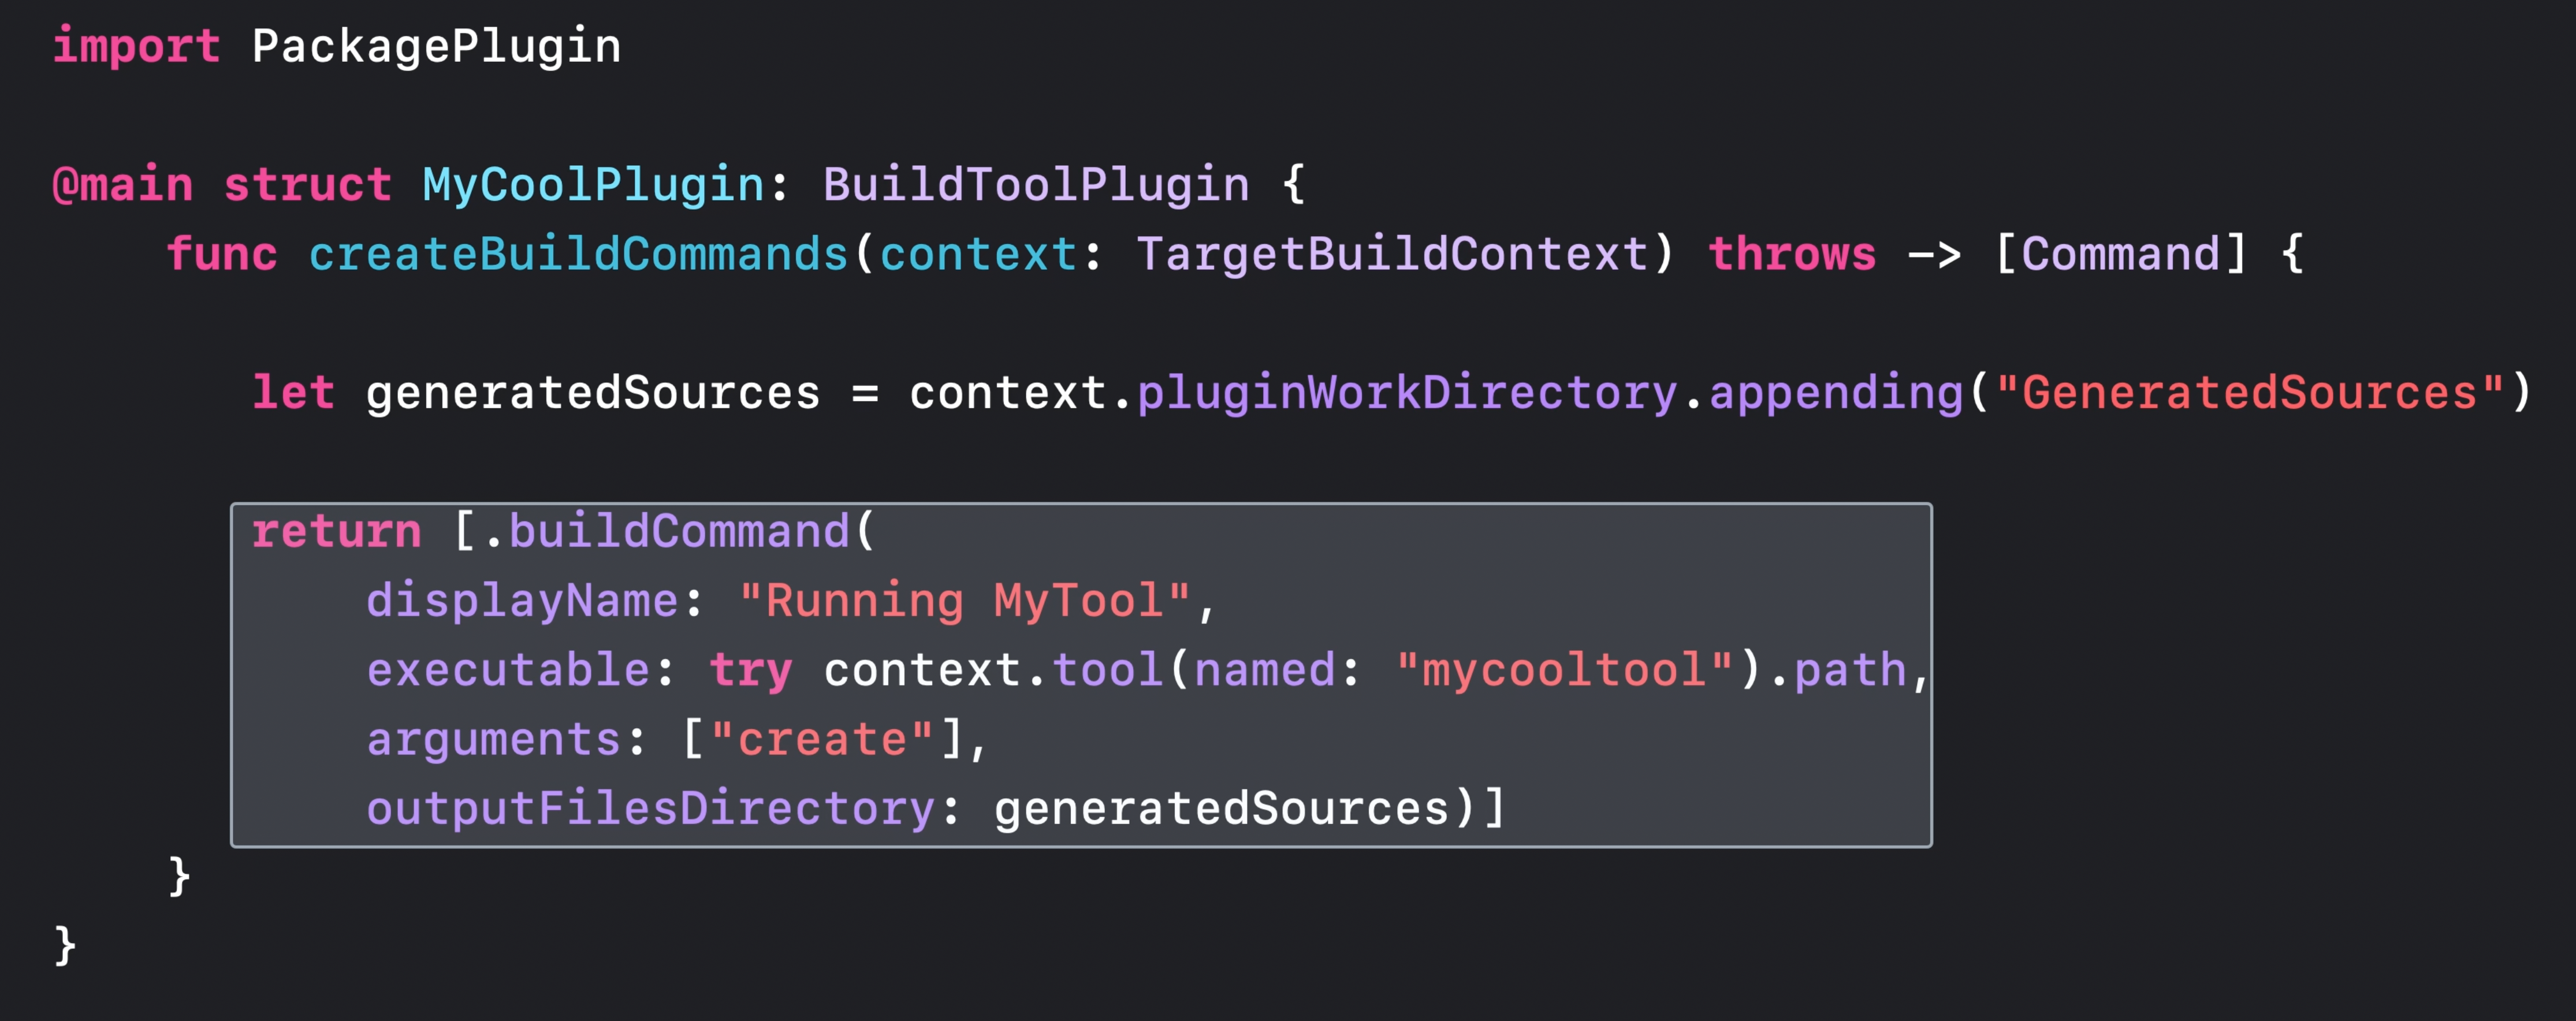 import PackagePlugin
@main struct MyCoolPlugin: BuildToolPlugin {
    func createBuildCommands(context: TargetBuildContext) throws -> [Command] {
        let generatedSources = context.pluginWorkDirectory.appending("GeneratedSources")
        return [.buildCommand(
            displayName: "Running MyTool",
            executable: try context.tool(named: "mycooltool").path,
            arguments: ["create"],
            outputFilesDirectory: generatedSources)]
    }
}